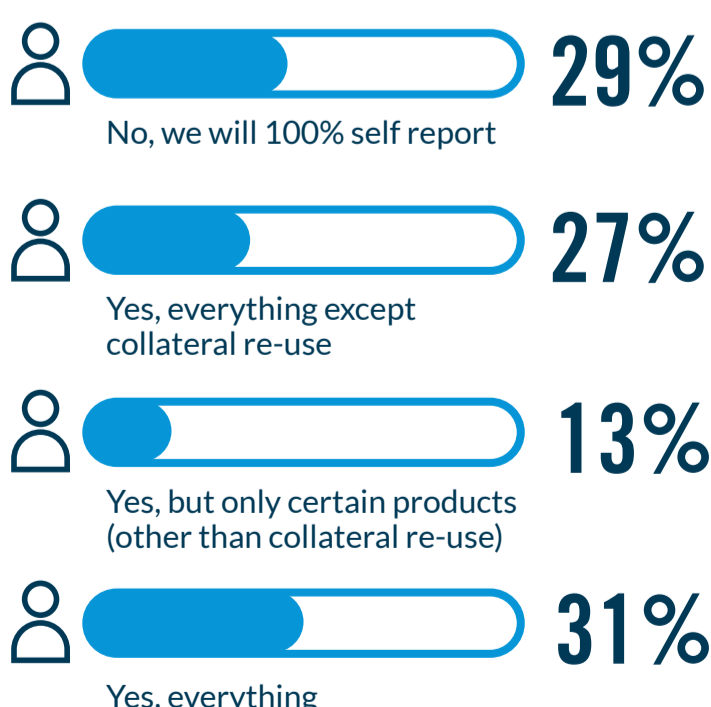 29%
No, we will 100% self report
27%
Yes, everything except
collateral re-use
13%
Yes, but only certain products
(other than collateral re-use)
31%
Yes, everything